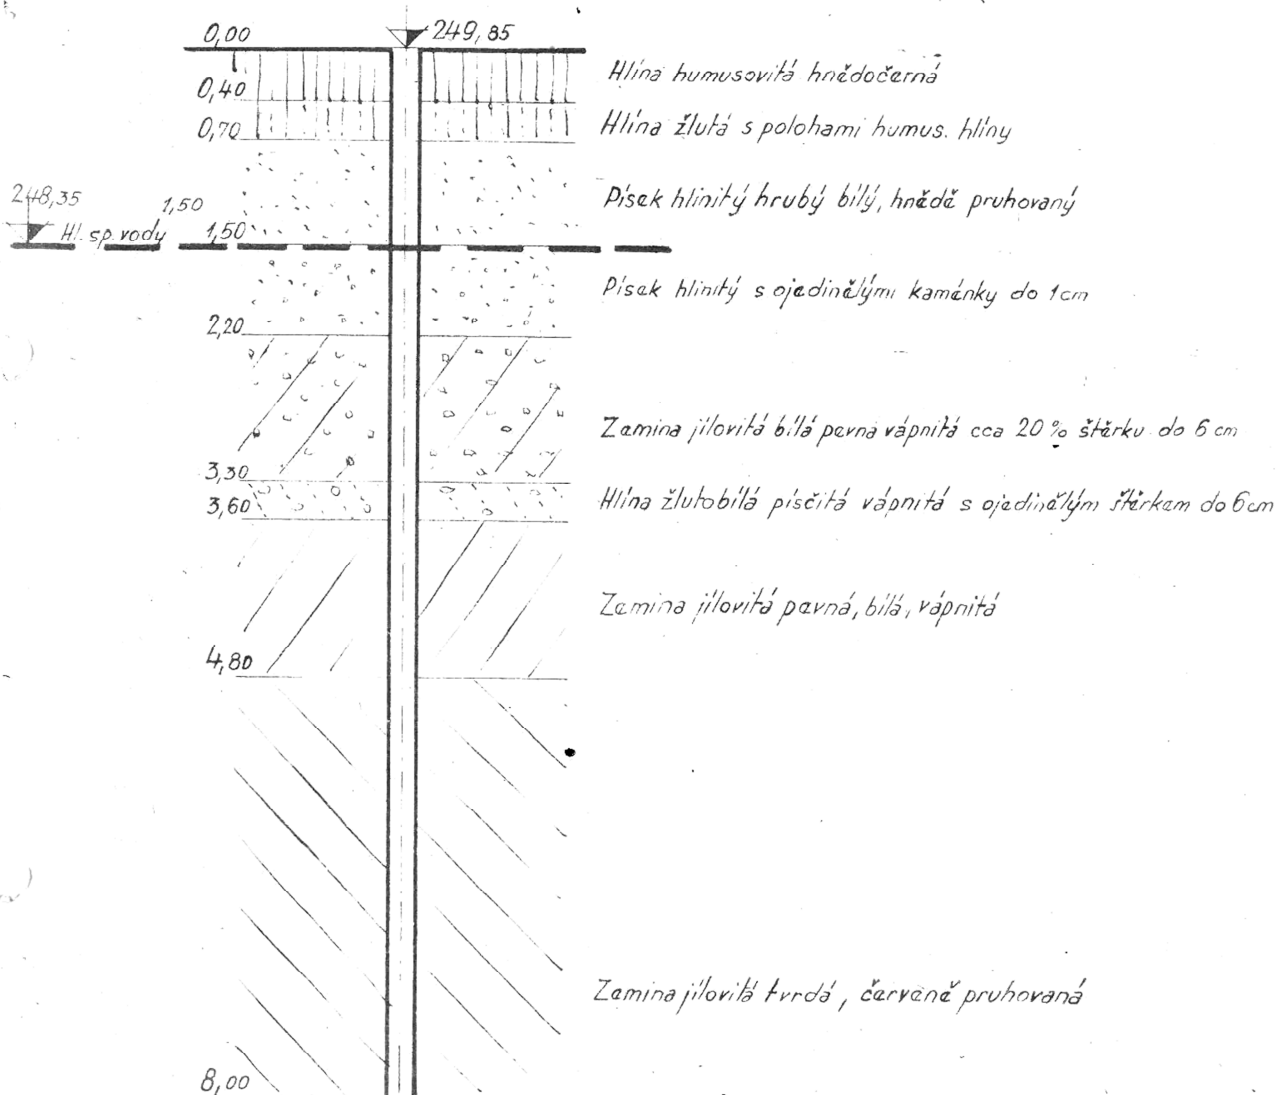 0,00 249,85
Hlína humusovitá hnědočerná
0,40
Hlína žlutá s polohami humus. hlíny
0,70
248,35 1,50 Písek hlinitý hrubý bílý, hnědě pruhovaný
Hl. sp. vody 1,50
Písek hlinitý s ojedinělými kaménky do 1cm
2,20
Zemina jílovitá bílá pevná vápnitá cca 20% štěrku do 6 cm
3,30
Hlína žlutobílá písčitá vápnitá s ojedinělým štěrkem do 6cm
3,60
Zemina jílovitá pevná, bílá, vápnitá
4,80
Zemina jílovitá tvrdá, červeně pruhovaná
8,00